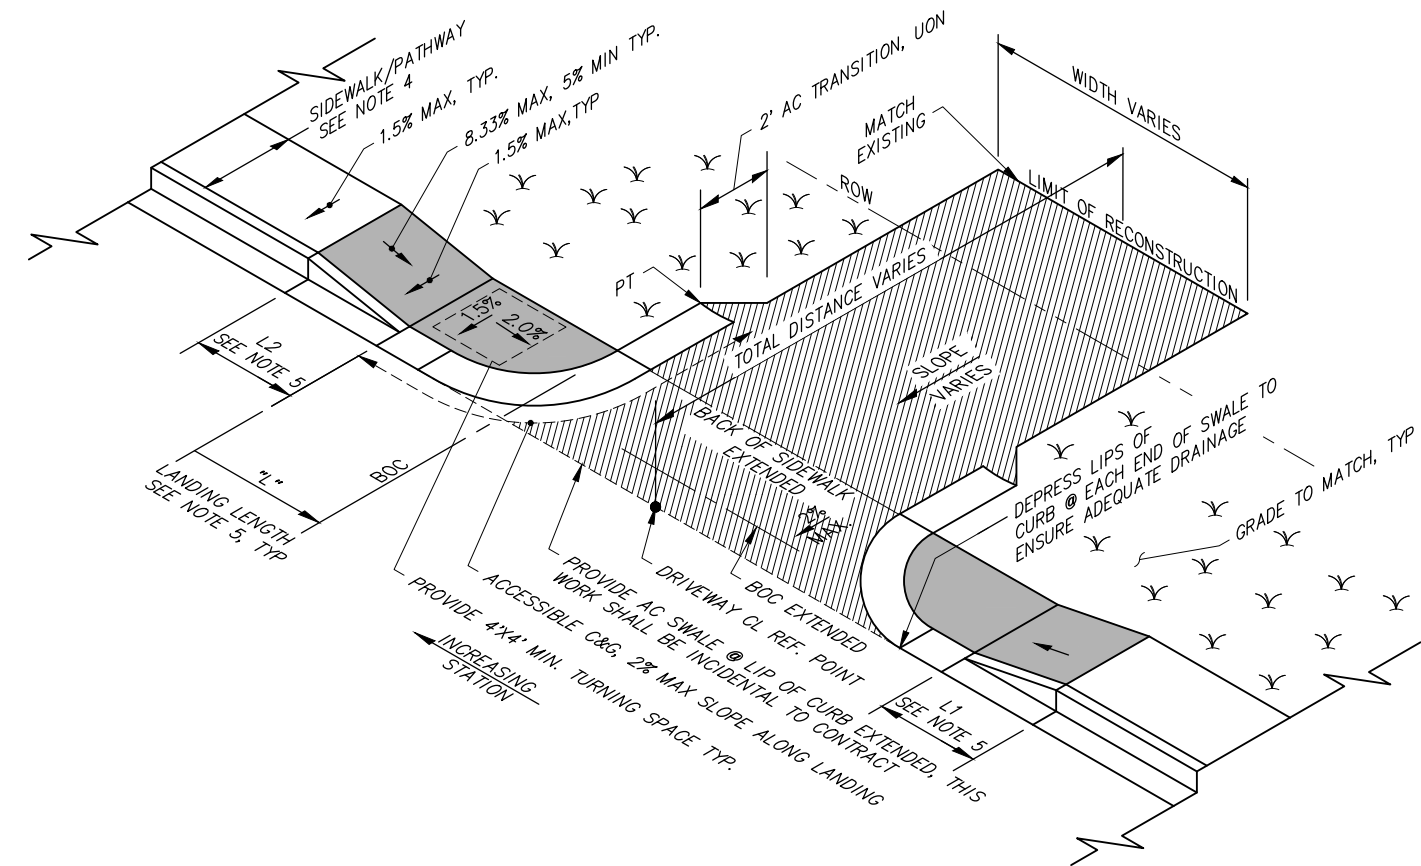 SIDEWALK/PATHWAY
SEE NOTE 4
1.5% MAX, TYP.
8.33% MAX, 5% MIN TYP.
1.5% MAX,TYP
2' AC TRANSITION, UON
MATCH
EXISTING
WIDTH VARIES
ROW
LIMIT OF RECONSTRUCTION
PT
TOTAL DISTANCE VARIES
1.5%
2.0%
SLOPE
VARIES
L2
SEE NOTE 5
BACK OF SIDEWALK
EXTENDED
2%
MAX.
BOC
"L"
LANDING LENGTH
SEE NOTE 5, TYP
DEPRESS LIPS OF
CURB @ EACH END OF SWALE TO
ENSURE ADEQUATE DRAINAGE
GRADE TO MATCH, TYP
BOC EXTENDED
DRIVEWAY CL REF. POINT
PROVIDE AC SWALE @ LIP OF CURB EXTENDED, THIS
WORK SHALL BE INCIDENTAL TO CONTRACT
ACCESSIBLE C&G, 2% MAX SLOPE ALONG LANDING
PROVIDE 4'X4' MIN. TURNING SPACE TYP.
INCREASING
STATION
L1
SEE NOTE 5